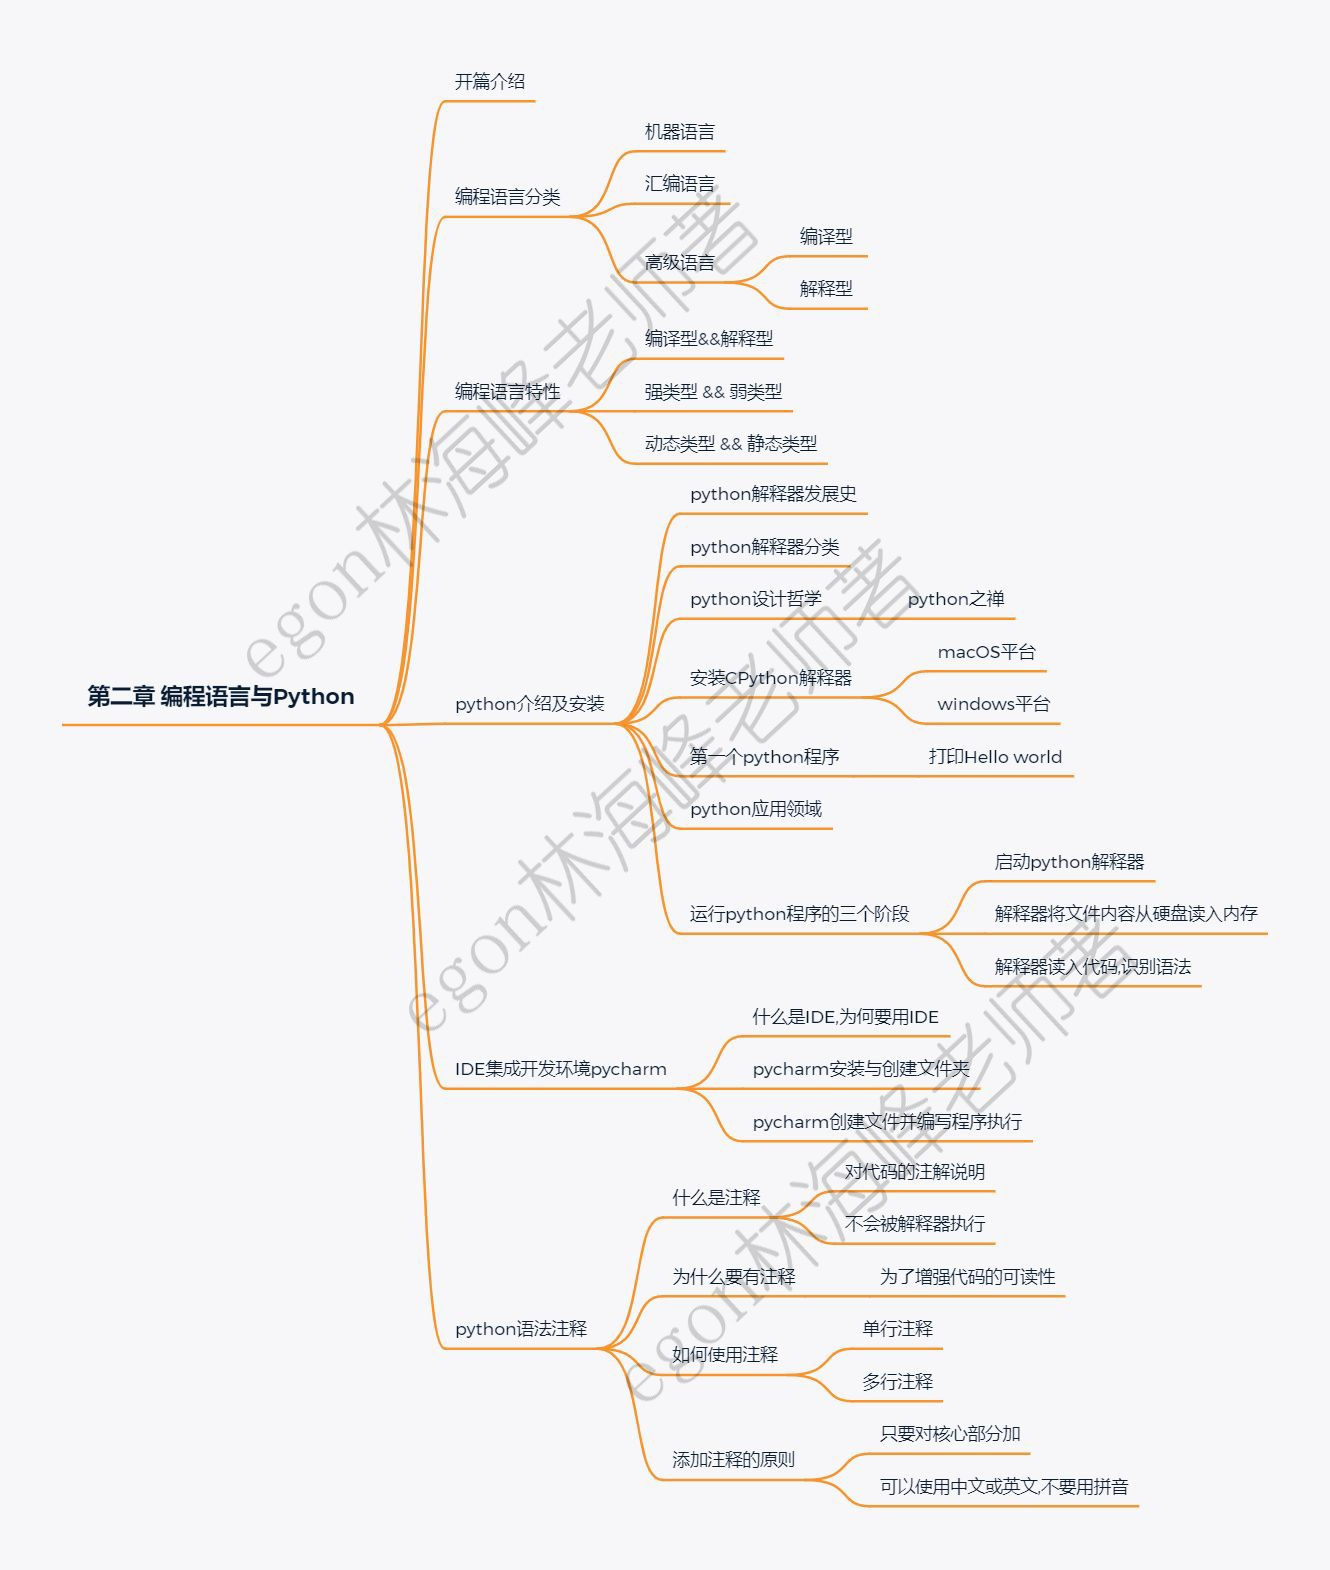 开篇介绍
机器语言
汇编语言
编程语言分类
编译型
高级语言
解释型
编译型&&解释型
编程语言特性
强类型 && 弱类型
动态类型 && 静态类型
python解释器发展史
python解释器分类
python设计哲学
python之禅
macOS平台
安装CPython解释器
windows平台
第二章 编程语言与Python
python介绍及安装
第一个python程序
打印Hello world
python应用领域
启动python解释器
运行python程序的三个阶段
解释器将文件内容从硬盘读入内存
解释器读入代码,识别语法
什么是IDE,为何要用IDE
IDE集成开发环境pycharm
pycharm安装与创建文件夹
pycharm创建文件并编写程序执行
对代码的注解说明
什么是注释
不会被解释器执行
为什么要有注释
为了增强代码的可读性
python语法注释
单行注释
如何使用注释
多行注释
只要对核心部分加
添加注释的原则
可以使用中文或英文,不要用拼音
egon林海峰老师著
egon林海峰老师著
egon林海峰老师著